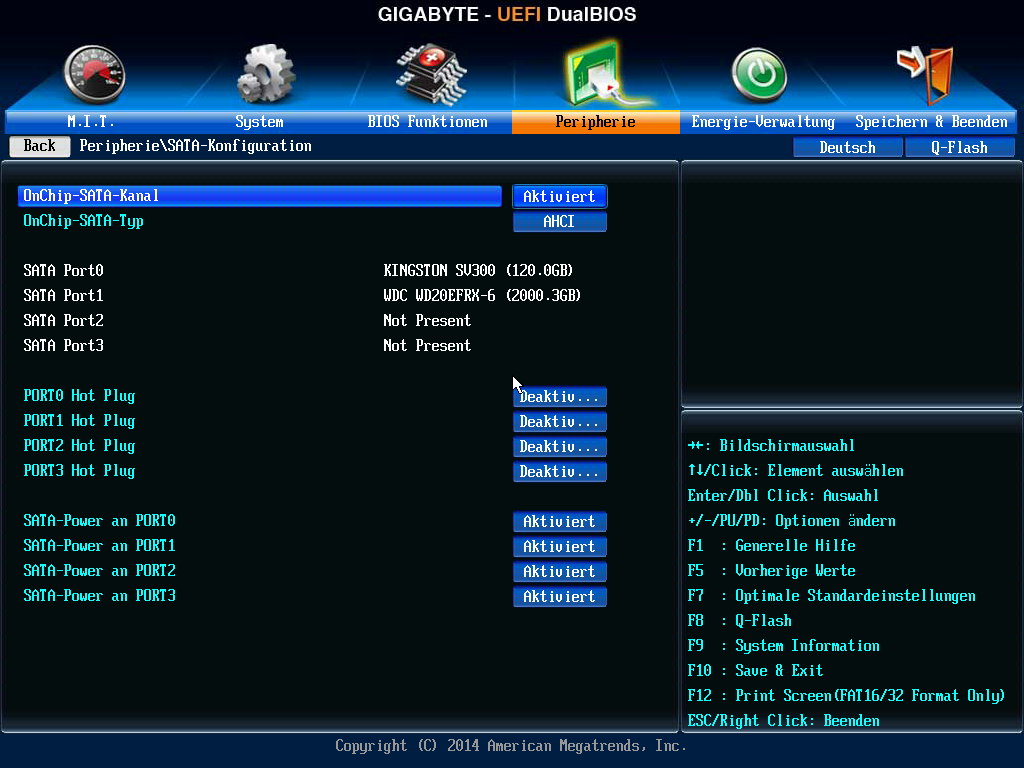 GIGABYTE - UEFI DualBIOS
M.I.T. System BIOS Funktionen Peripherie Energie-Verwaltung Speichern & Beenden
Back Peripherie\SATA-Konfiguration Deutsch Q-Flash
OnChip-SATA-Kanal Aktiviert
OnChip-SATA-Typ AHCI
SATA Port0 KINGSTON SV300 (120.0GB)
SATA Port1 WDC WD20EFRX-6 (2000.3GB)
SATA Port2 Not Present
SATA Port3 Not Present
PORT0 Hot Plug Deaktiv...
PORT1 Hot Plug Deaktiv...
PORT2 Hot Plug Deaktiv...
PORT3 Hot Plug Deaktiv...
SATA-Power an PORT0 Aktiviert
SATA-Power an PORT1 Aktiviert
SATA-Power an PORT2 Aktiviert
SATA-Power an PORT3 Aktiviert
→←: Bildschirmauswahl
↑↓/Click: Element auswählen
Enter/Dbl Click: Auswahl
+/-/PU/PD: Optionen ändern
F1 : Generelle Hilfe
F5 : Vorherige Werte
F7 : Optimale Standardeinstellungen
F8 : Q-Flash
F9 : System Information
F10 : Save & Exit
F12 : Print Screen(FAT16/32 Format Only)
ESC/Right Click: Beenden
Copyright (C) 2014 American Megatrends, Inc.